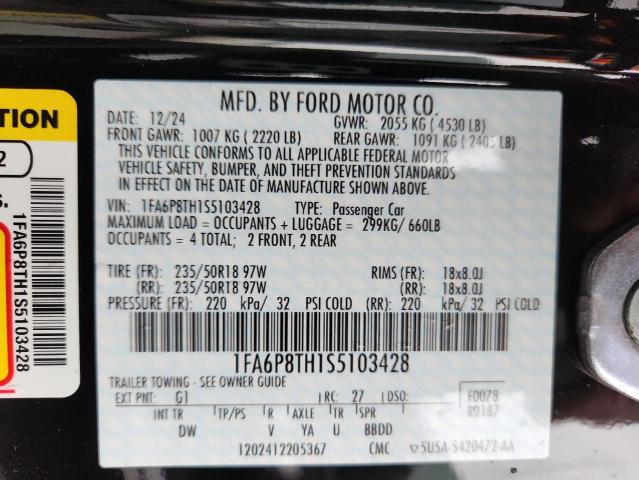 MFD. BY FORD MOTOR CO.
DATE: 12/24 GVWR: 2055 KG ( 4530 LB)
FRONT GAWR: 1007 KG ( 2220 LB) REAR GAWR: 1091 KG ( 2405 LB)
THIS VEHICLE CONFORMS TO ALL APPLICABLE FEDERAL MOTOR
VEHICLE SAFETY, BUMPER, AND THEFT PREVENTION STANDARDS
IN EFFECT ON THE DATE OF MANUFACTURE SHOWN ABOVE.
VIN: 1FA6P8TH1S5103428 TYPE: Passenger Car
MAXIMUM LOAD = OCCUPANTS + LUGGAGE = 299KG/ 660LB
OCCUPANTS = 4 TOTAL; 2 FRONT, 2 REAR
TIRE (FR): 235/50R18 97W RIMS (FR): 18x8.0J
(RR): 235/50R18 97W (RR): 18x8.0J
PRESSURE (FR): 220 kPa/ 32 PSI COLD (RR): 220 kPa/ 32 PSI COLD
1FA6P8TH1S5103428
TRAILER TOWING - SEE OWNER GUIDE
EXT PNT: G1 RC: 27 DSO: F0078
R0187
INT TR TP/PS R AXLE TR SPR
DW V YA U BBDD
1202412205367 CMC 5USA-5420472-AA
TION
2
S.
1FA6P8TH1S5103428